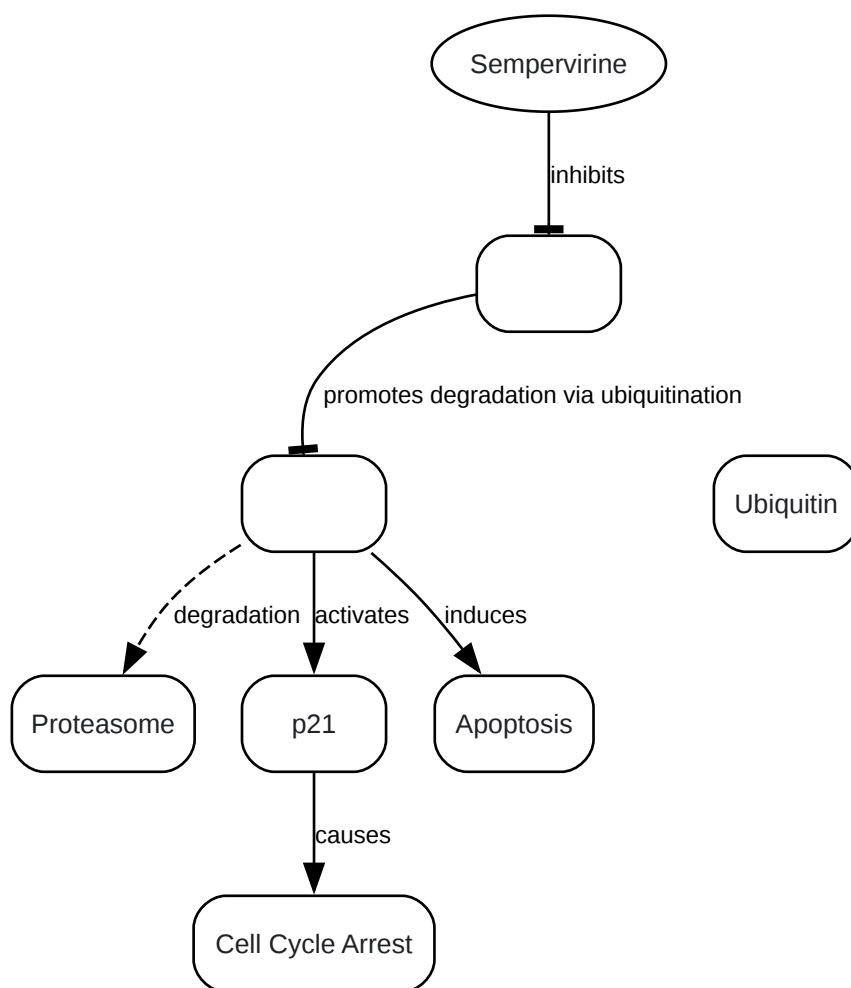 Sempervirine
inhibits
promotes degradation via ubiquitination
Ubiquitin
degradation
activates
induces
Proteasome
p21
Apoptosis
causes
Cell Cycle Arrest